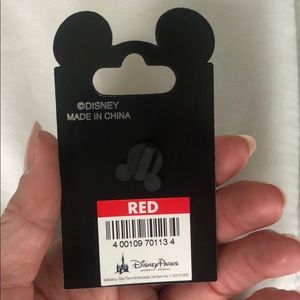 ©DISNEY
MADE IN CHINA
RED
4 00109 70113 4
Disney Parks